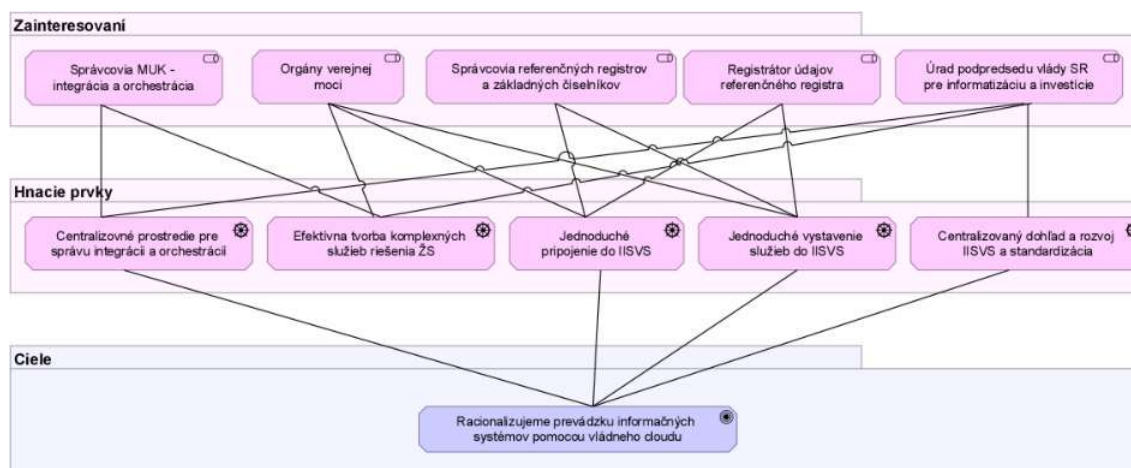 Zainteresovaní
Správcovia MUK -
integrácia a orchestrácia
Orgány verejnej
moci
Správcovia referenčných registrov
a základných číselníkov
Registrátor údajov
referenčného registra
Úrad podpredsedu vlády SR
pre informatizáciu a investície
Hnacie prvky
Centralizovné prostredie pre
správu integrácii a orchestrácií
Efektívna tvorba komplexných
služieb riešenia ŽS
Jednoduché
pripojenie do IISVS
Jednoduché vystavenie
služieb do IISVS
Centralizovaný dohľad a rozvoj
IISVS a standardizácia
Ciele
Racionalizujeme prevádzku informačných
systémov pomocou vládneho cloudu